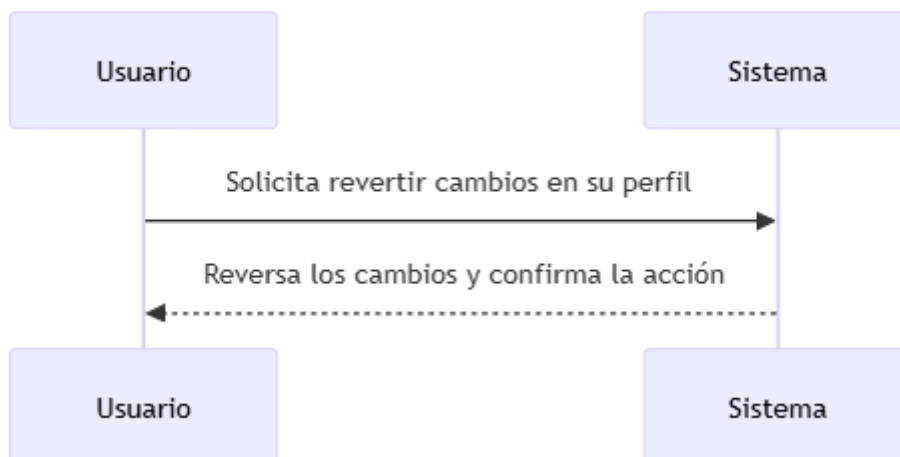 Usuario
Sistema
Solicita revertir cambios en su perfil
Reversa los cambios y confirma la acción
Usuario
Sistema